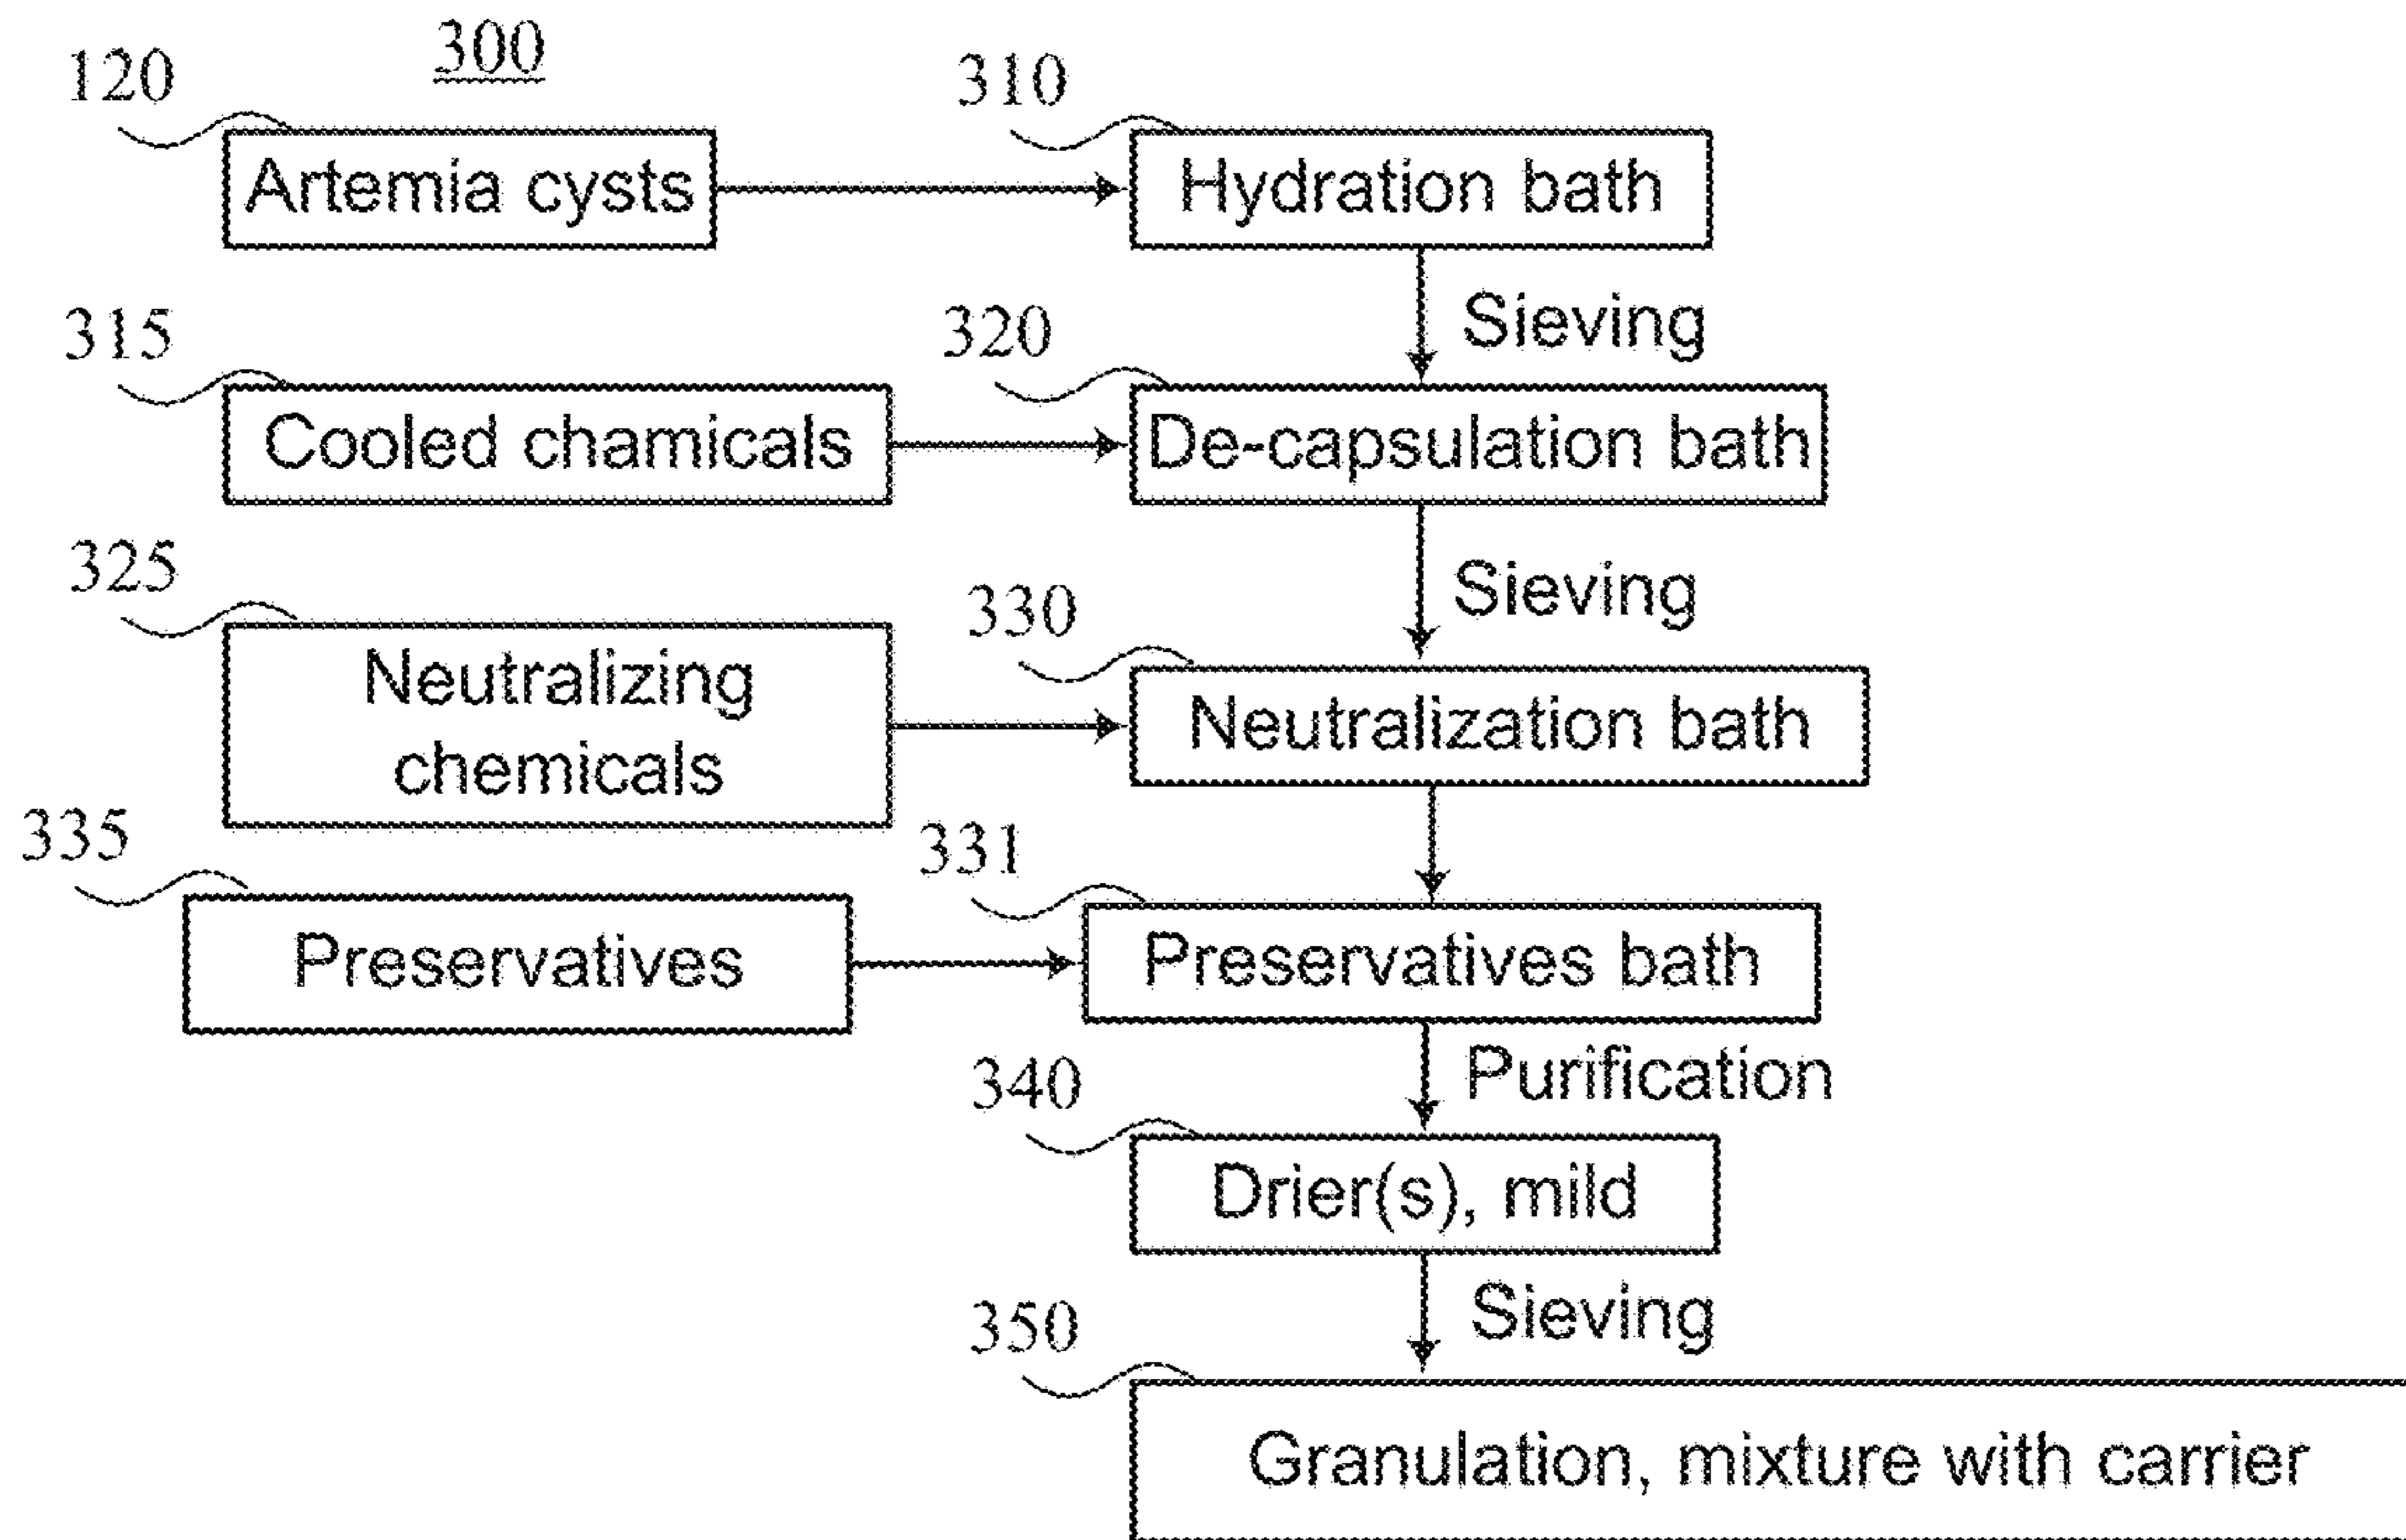 300
120
310
Artemia cysts
Hydration bath
Sieving
315
320
Cooled chamicals
De-capsulation bath
Sieving
325
330
Neutralizing
chemicals
Neutralization bath
335
331
Preservatives
Preservatives bath
Purification
340
Drier(s), mild
Sieving
350
Granulation, mixture with carrier